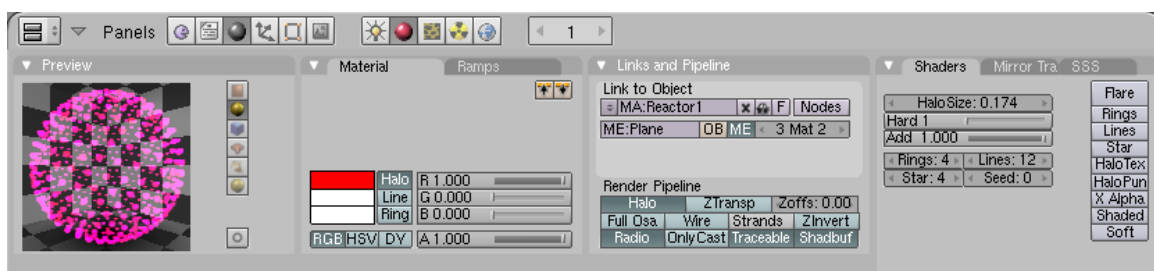 Panels 1
Preview
Material Ramps
Halo R 1.000
Line G 0.000
Ring B 0.000
RGB HSV DY A 1.000
Links and Pipeline
Link to Object
MA:Reactor1 F Nodes
ME:Plane OB ME 3 Mat 2
Render Pipeline
Halo ZTransp Zoffs: 0.00
Full Osa Wire Strands ZInvert
Radio OnlyCast Traceable Shadbuf
Shaders Mirror Tra SSS
HaloSize: 0.174
Hard 1
Add 1.000
Rings: 4 Lines: 12
Star: 4 Seed: 0
Flare
Rings
Lines
Star
HaloTex
HaloPun
X Alpha
Shaded
Soft